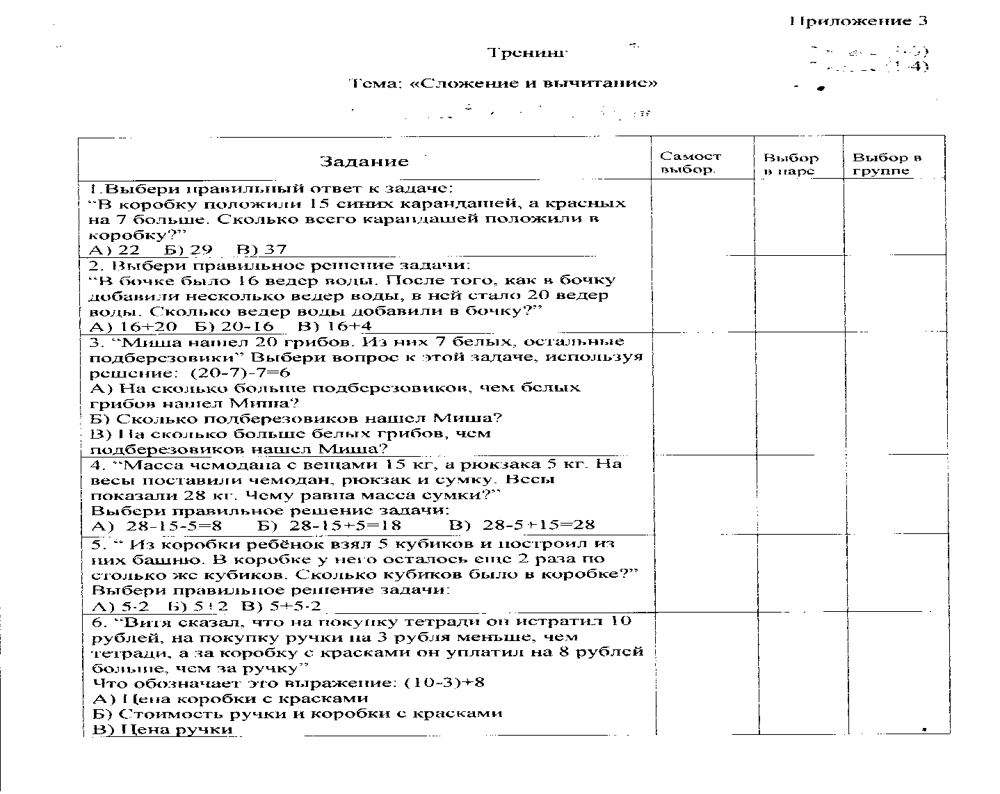 Приложение 3
Тренинг
4)
Тема: «Сложение и вычитание»
Задание
Самост
выбор.
Выбор
в паре
Выбор в
группе
1.Выбери правильный ответ к задаче:
“В коробку положили 15 синих карандашей, а красных
на 7 больше. Сколько всего карандашей положили в
коробку?”
А) 22 Б) 29 В) 37
2. Выбери правильное решение задачи:
“В бочке было 16 ведер воды. После того, как в бочку
добавили несколько ведер воды, в ней стало 20 ведер
воды. Сколько ведер воды добавили в бочку?”
А) 16+20 Б) 20-16 В) 16+4
3. “Миша нашел 20 грибов. Из них 7 белых, остальные
подберезовики” Выбери вопрос к этой задаче, используя
решение: (20-7)-7=6
А) На сколько больше подберезовиков, чем белых
грибов нашел Миша?
Б) Сколько подберезовиков нашел Миша?
В) На сколько больше белых грибов, чем
подберезовиков нашел Миша?
4. “Масса чемодана с вещами 15 кг, а рюкзака 5 кг. На
весы поставили чемодан, рюкзак и сумку. Весы
показали 28 кг. Чему равна масса сумки?”
Выбери правильное решение задачи:
А) 28-15-5=8 Б) 28-15+5=18 В) 28-5+15=28
5. “ Из коробки ребёнок взял 5 кубиков и построил из
них башню. В коробке у него осталось еще 2 раза по
столько же кубиков. Сколько кубиков было в коробке?”
Выбери правильное решение задачи:
А) 5·2 Б) 5+2 В) 5+5·2
6. “Витя сказал, что на покупку тетради он истратил 10
рублей, на покупку ручки на 3 рубля меньше, чем
тетради, а за коробку с красками он уплатил на 8 рублей
больше, чем за ручку”
Что обозначает это выражение: (10-3)+8
А) Цена коробки с красками
Б) Стоимость ручки и коробки с красками
В) Цена ручки